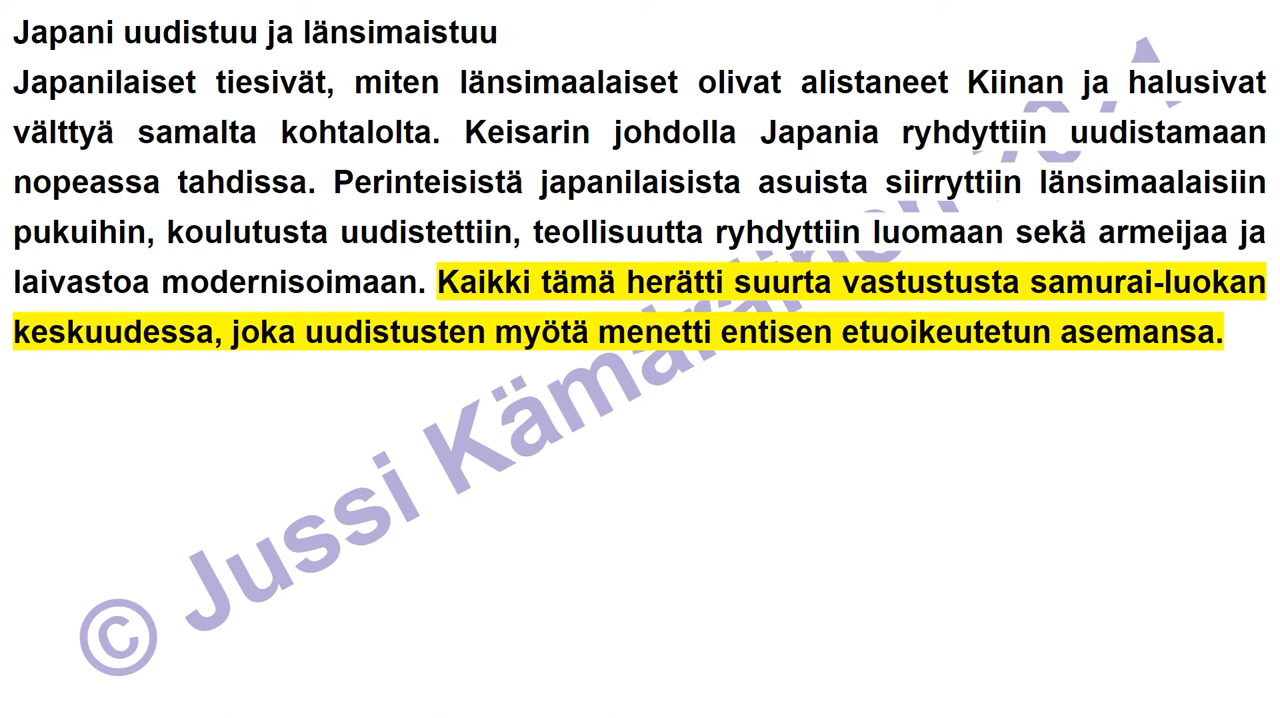 Japani uudistuu ja länsimaistuu
Japanilaiset tiesivät, miten länsimaalaiset olivat alistaneet Kiinan ja halusivat
välttyä samalta kohtalolta. Keisarin johdolla Japania ryhdyttiin uudistamaan
nopeassa tahdissa. Perinteisistä japanilaisista asuista siirryttiin länsimaalaisiin
pukuihin, koulutusta uudistettiin, teollisuutta ryhdyttiin luomaan sekä armeijaa ja
laivastoa modernisoimaan. Kaikki tämä herätti suurta vastustusta samurai-luokan
keskuudessa, joka uudistusten myötä menetti entisen etuoikeutetun asemansa.
© Jussi